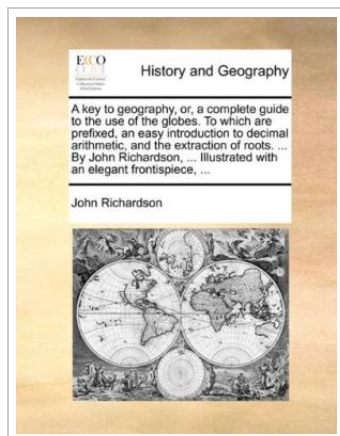 ECCO
History and Geography
A key to geography, or, a complete guide
to the use of the globes. To which are
prefixed, an easy introduction to decimal
arithmetic, and the extraction of roots. ...
By John Richardson, ... Illustrated with
an elegant frontispiece, ...
John Richardson